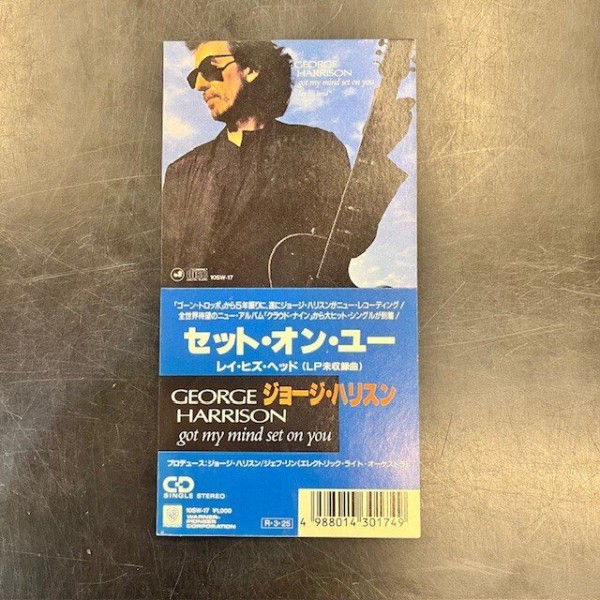 GEORGE
HARRISON
got my mind set on you
lay his head
10SW-17
「ゴーン・トロッポ」から5年振りに、遂にジョージ・ハリスンがニュー・レコーディング!
全世界待望のニュー・アルバム「クラウド・ナイン」から大ヒット・シングルが到着!
セット・オン・ユー
レイ・ヒズ・ヘッド(LP未収録曲)
GEORGE ジョージ・ハリスン
HARRISON
got my mind set on you
プロデュース:ジョージ・ハリスン/ジェフ・リン(エレクトリック・ライト・オーケストラ)
CD
SINGLE STEREO
10SW-17 ¥1,000
WARNER-
PIONEER
CORPORATION
R-3・25
4 988014 301749